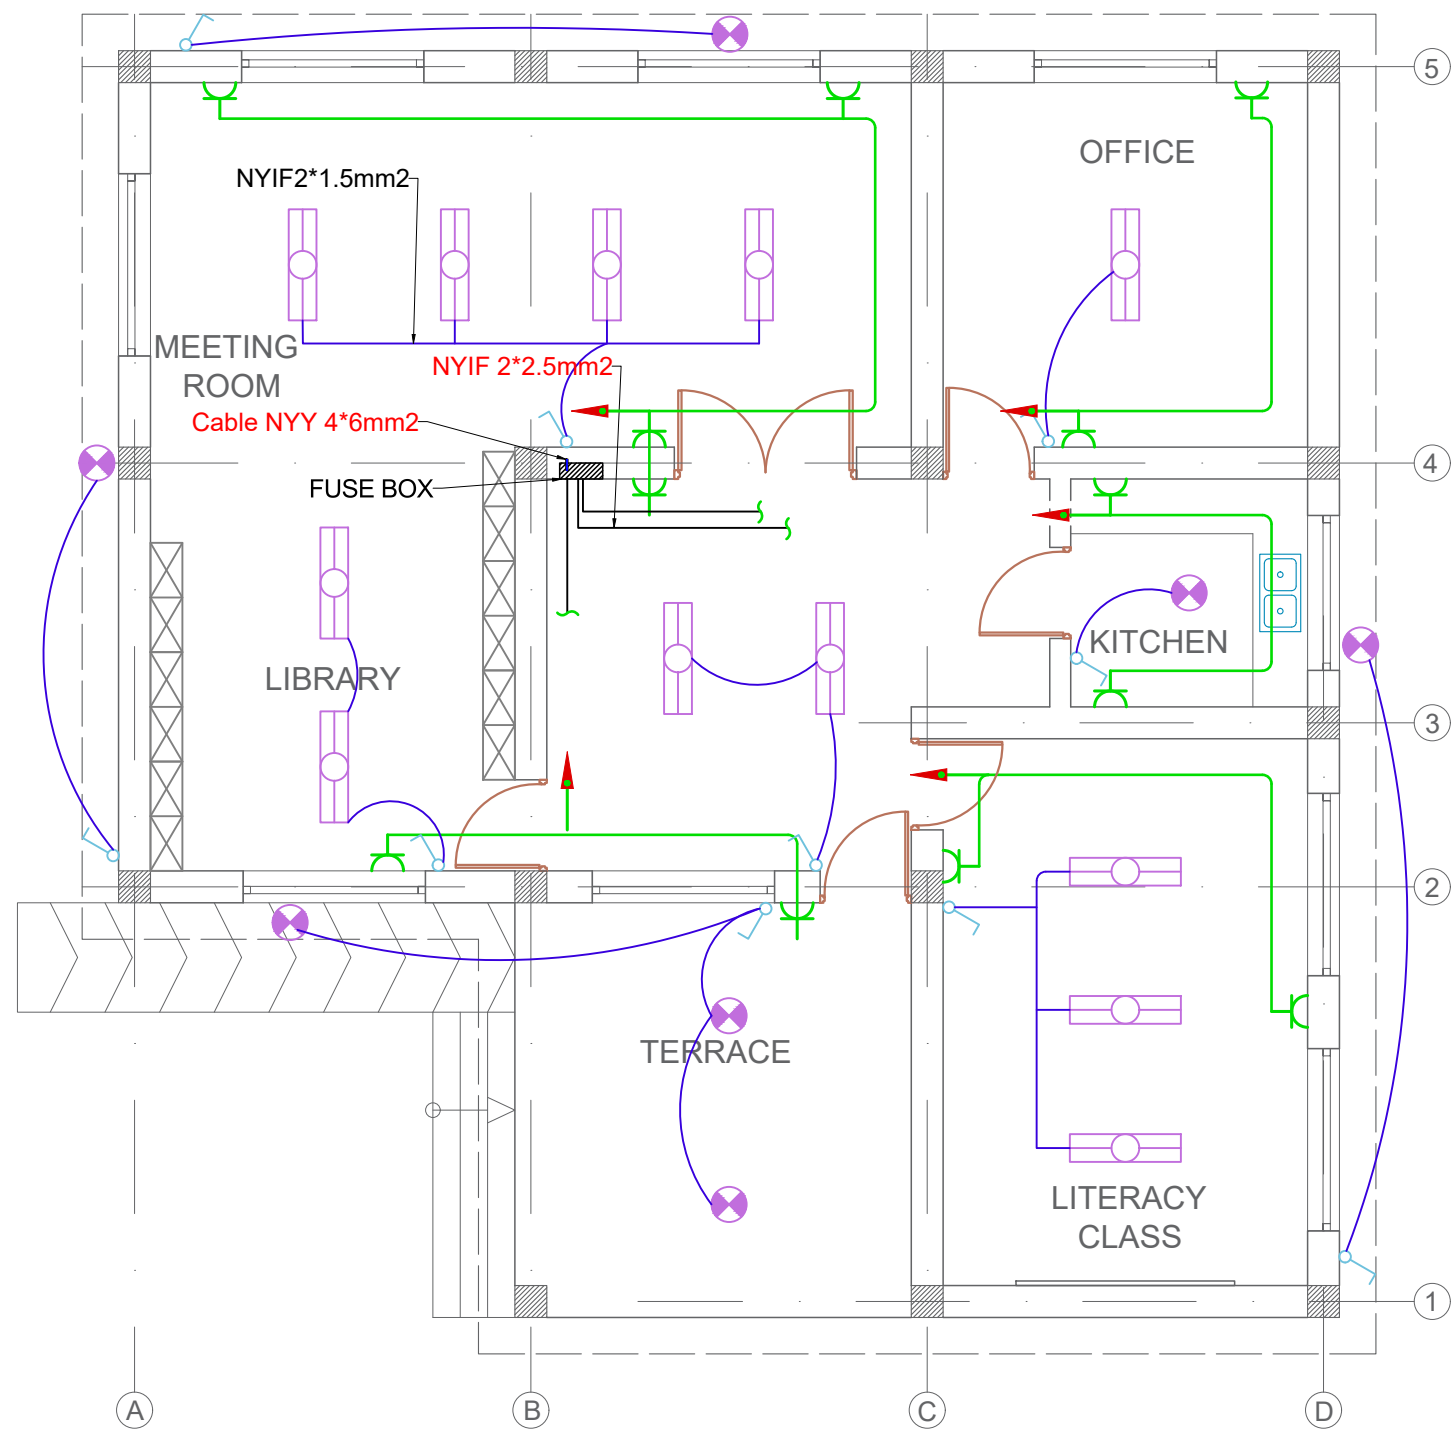 5
OFFICE
NYIF2*1.5mm2
MEETING
ROOM
NYIF 2*2.5mm2
Cable NYY 4*6mm2
4
FUSE BOX
KITCHEN
LIBRARY
3
2
TERRACE
LITERACY
CLASS
1
A
B
C
D